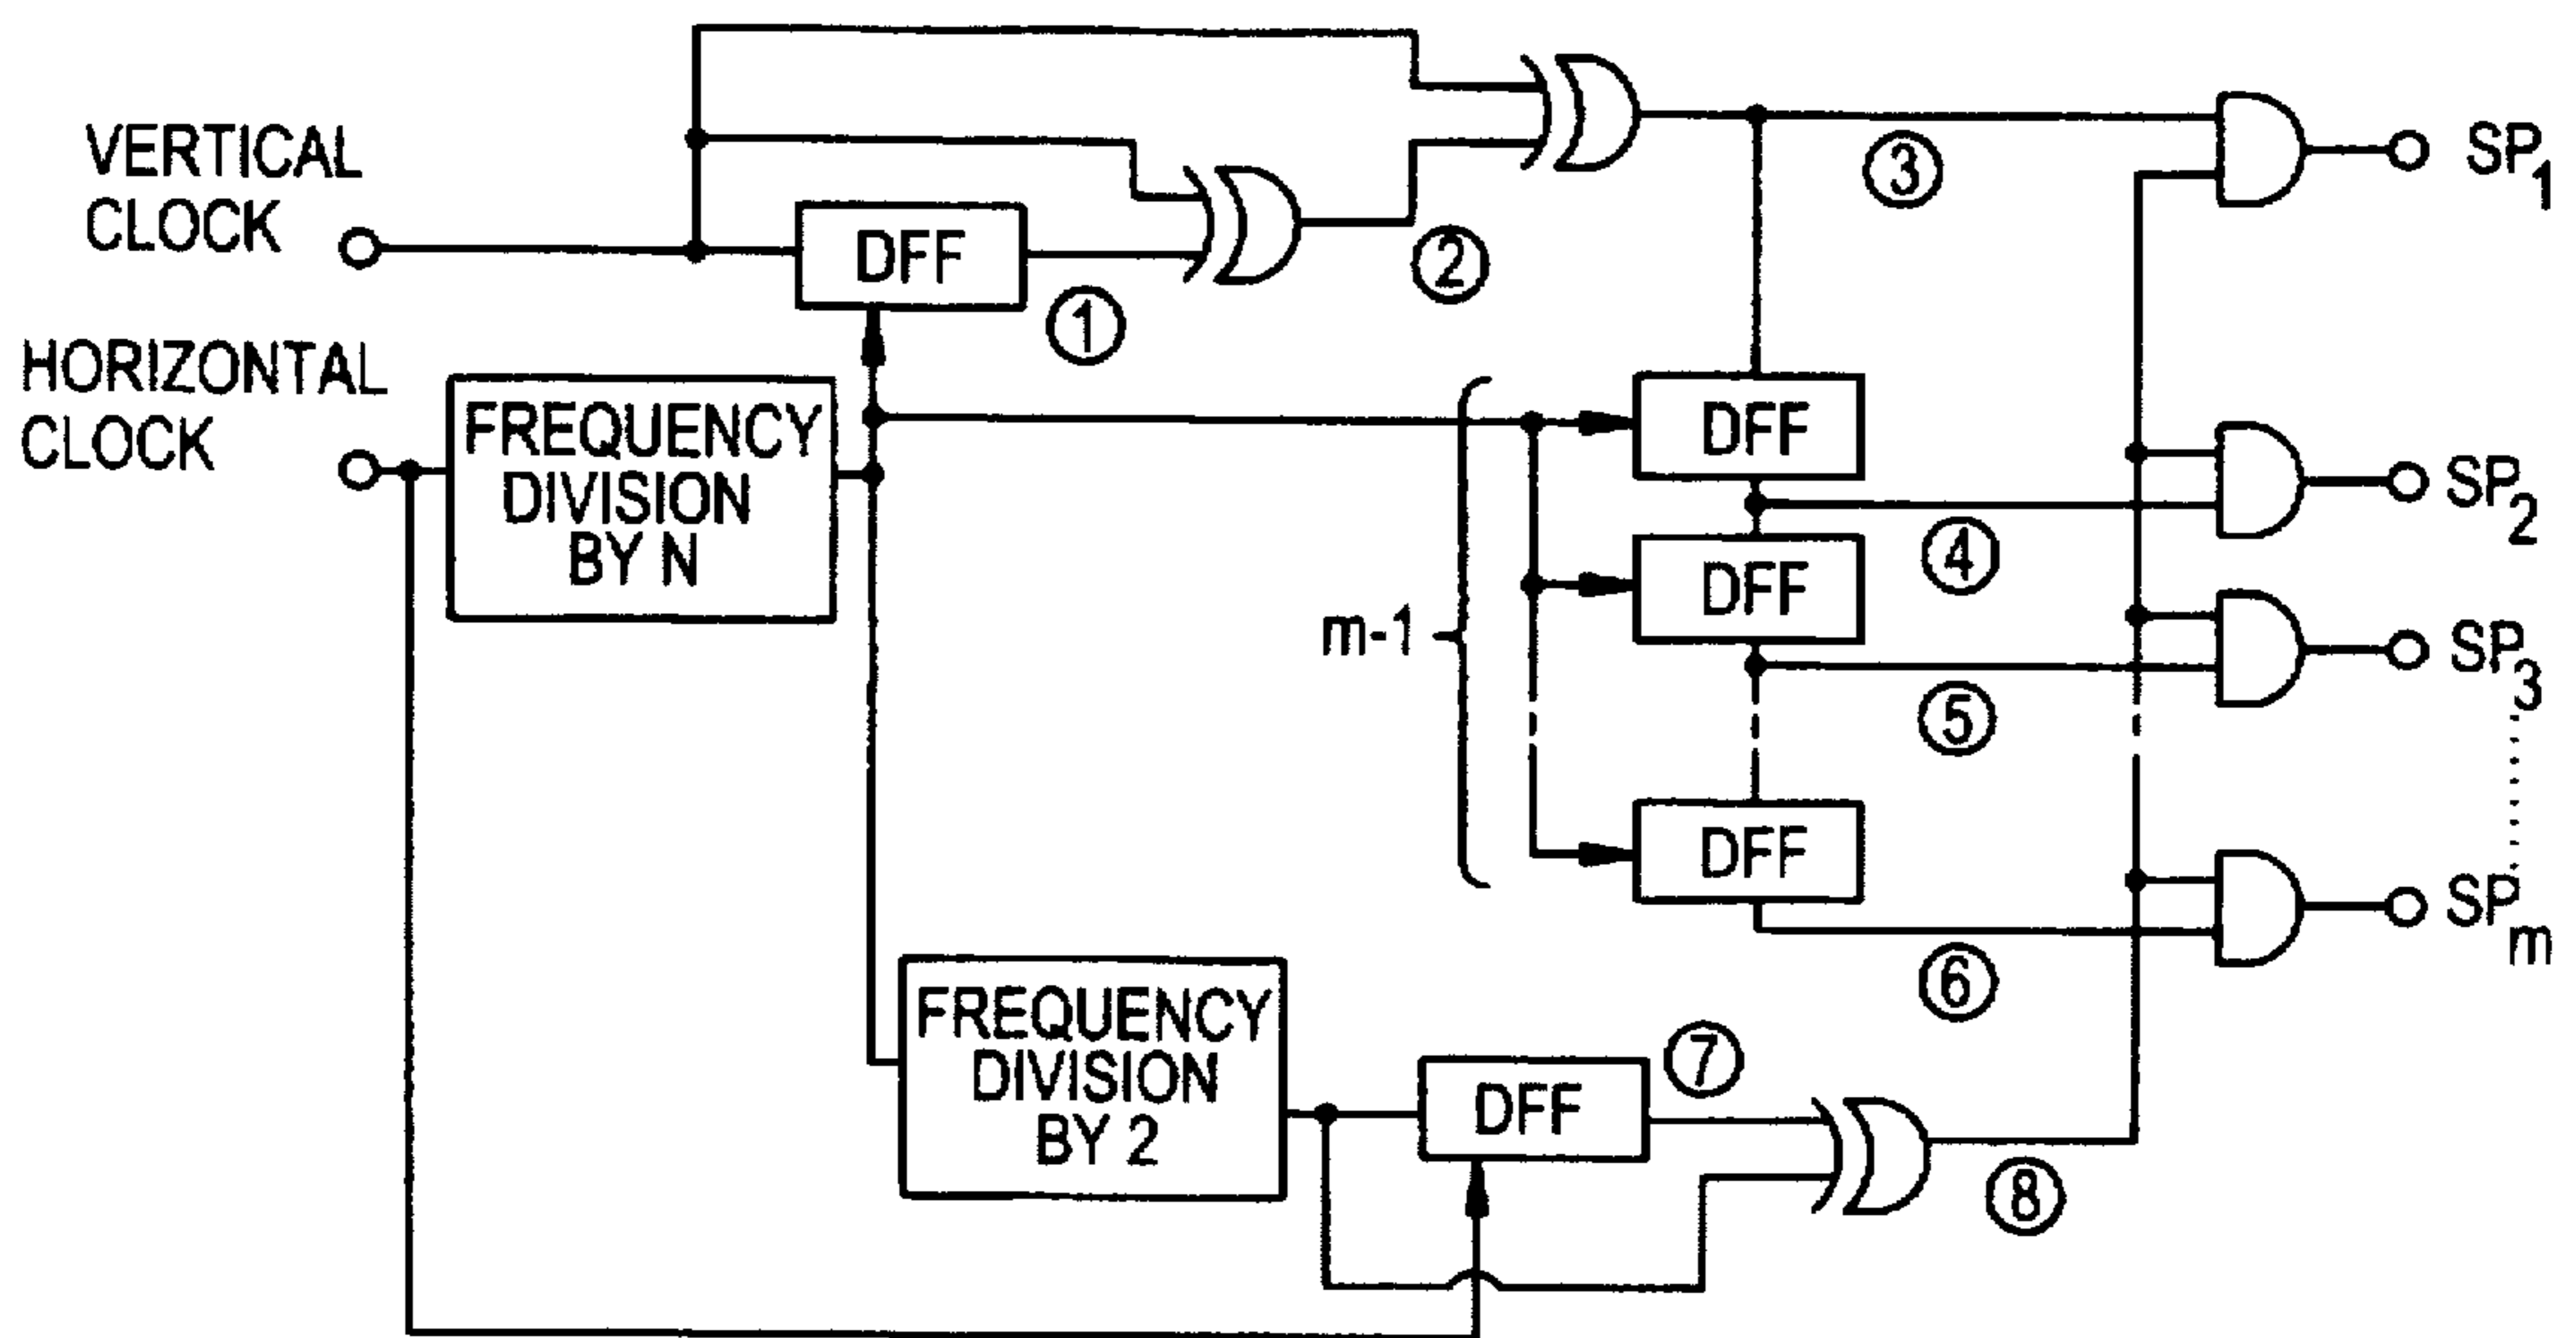 VERTICAL
CLOCK
HORIZONTAL
CLOCK
FREQUENCY
DIVISION
BY N
DFF
①
②
③
SP1
DFF
④
SP2
m-1
DFF
⑤
SP3
DFF
⑥
SPm
FREQUENCY
DIVISION
BY 2
DFF
⑦
⑧